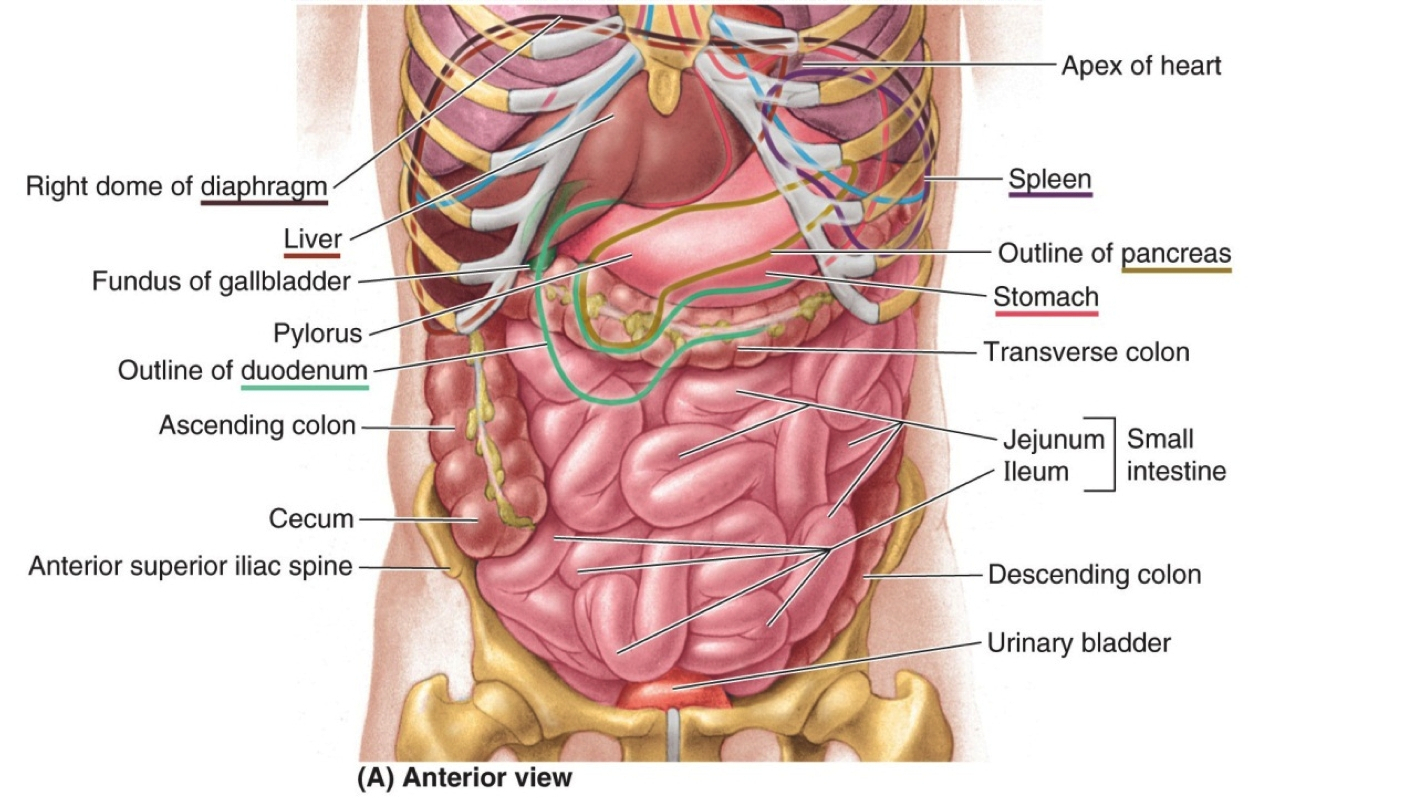 Right dome of diaphragm
Liver
Fundus of gallbladder
Pylorus
Outline of duodenum
Ascending colon
Cecum
Anterior superior iliac spine
Apex of heart
Spleen
Outline of pancreas
Stomach
Transverse colon
Jejunum
Ileum
Small
intestine
Descending colon
Urinary bladder
(A) Anterior view